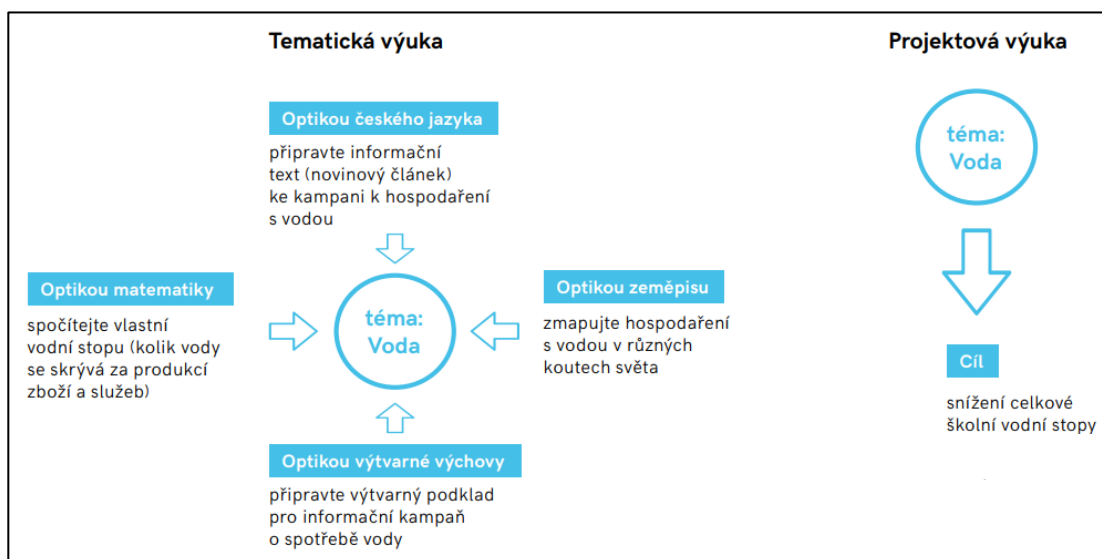 Tematická výuka
Optikou českého jazyka
připravte informační
text (novinový článek)
ke kampani k hospodaření
s vodou
Optikou matematiky
spočítejte vlastní
vodní stopu (kolik vody
se skrývá za produkcí
zboží a služeb)
téma:
Voda
Optikou zeměpisu
zmapujte hospodaření
s vodou v různých
koutech světa
Optikou výtvarné výchovy
připravte výtvarný podklad
pro informační kampaň
o spotřebě vody
Projektová výuka
téma:
Voda
Cíl
snížení celkové
školní vodní stopy